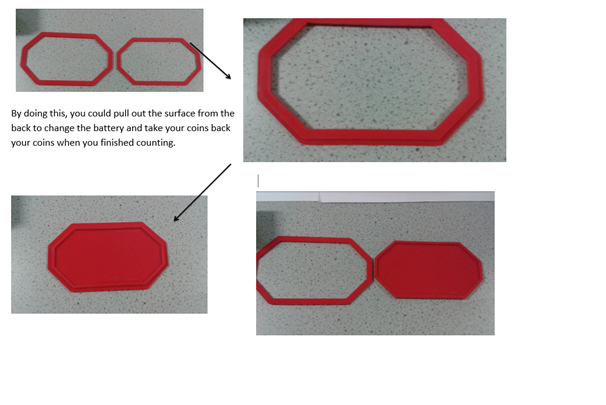 By doing this, you could pull out the surface from the
back to change the battery and take your coins back
your coins when you finished counting.